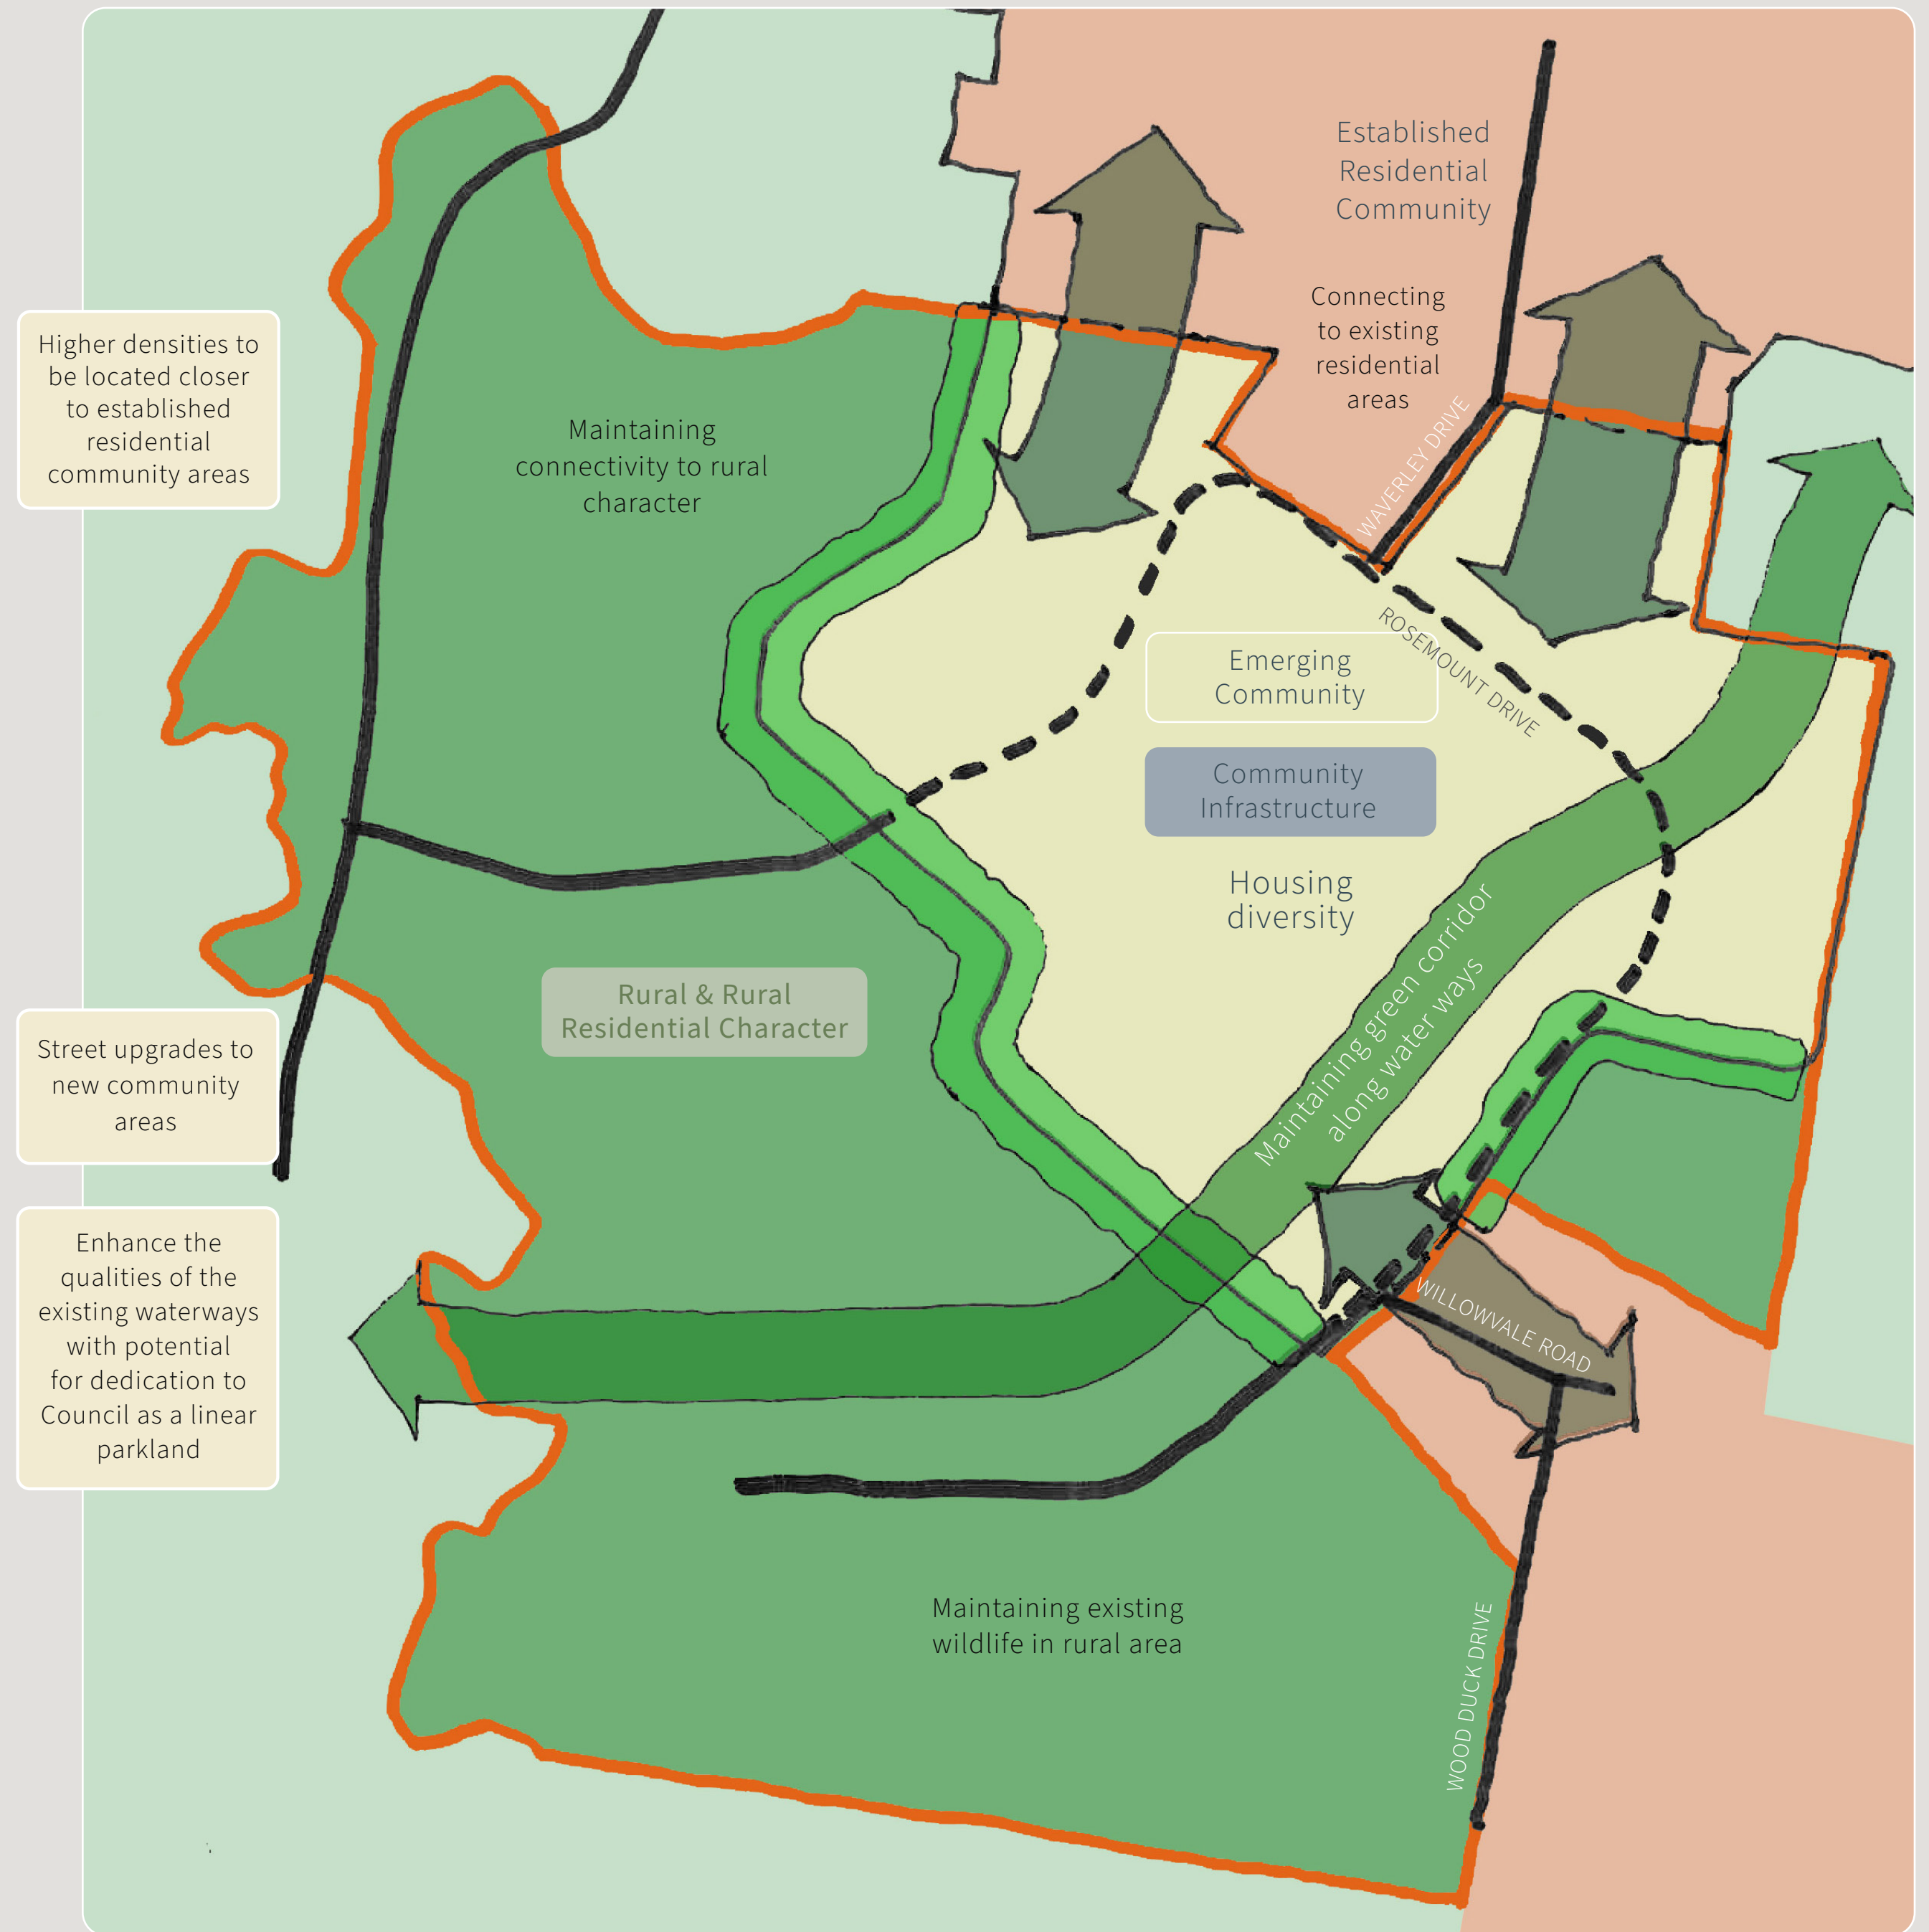 Established
Residential
Community
Connecting
to existing
residential
areas
Higher densities to
be located closer
to established
residential
community areas
Maintaining
connectivity to rural
character
WAVERLEY DRIVE
ROSEMOUNT DRIVE
Emerging
Community
Community
Infrastructure
Housing
diversity
Maintaining green corridor
along water ways
Rural & Rural
Residential Character
Street upgrades to
new community
areas
Enhance the
qualities of the
existing waterways
with potential
for dedication to
Council as a linear
parkland
WILLOWVALE ROAD
Maintaining existing
wildlife in rural area
WOOD DUCK DRIVE